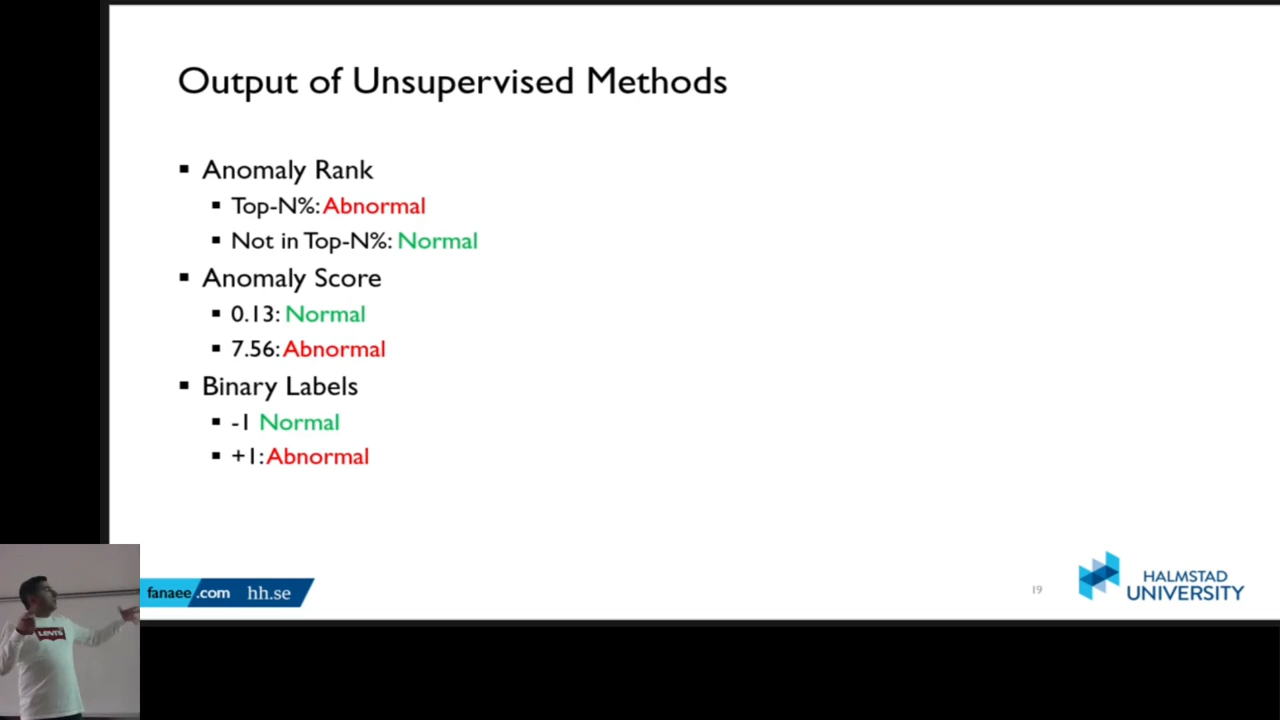 Output of Unsupervised Methods
Anomaly Rank
Top-N%: Abnormal
Not in Top-N%: Normal
Anomaly Score
0.13: Normal
7.56: Abnormal
Binary Labels
-1 Normal
+1: Abnormal
LEVI'S
fanaee.com hh.se
19
HALMSTAD
UNIVERSITY